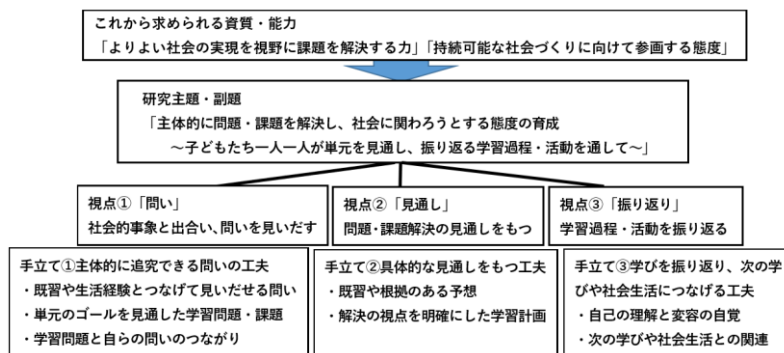 これから求められる資質・能力
「よりよい社会の実現を視野に課題を解決する力」「持続可能な社会づくりに向けて参画する態度」
研究主題・副題
「主体的に問題・課題を解決し、社会に関わろうとする態度の育成
～子どもたち一人一人が単元を見通し、振り返る学習過程・活動を通して～」
視点①「問い」
社会的事象と出合い、問いを見いだす
視点②「見通し」
問題・課題解決の見通しをもつ
視点③「振り返り」
学習過程・活動を振り返る
手立て①主体的に追究できる問いの工夫
・既習や生活経験とつなげて見いだせる問い
・単元のゴールを見通した学習問題・課題
・学習問題と自らの問いのつながり
手立て②具体的な見通しをもつ工夫
・既習や根拠のある予想
・解決の視点を明確にした学習計画
手立て③学びを振り返り、次の学
びや社会生活につなげる工夫
・自己の理解と変容の自覚
・次の学びや社会生活との関連